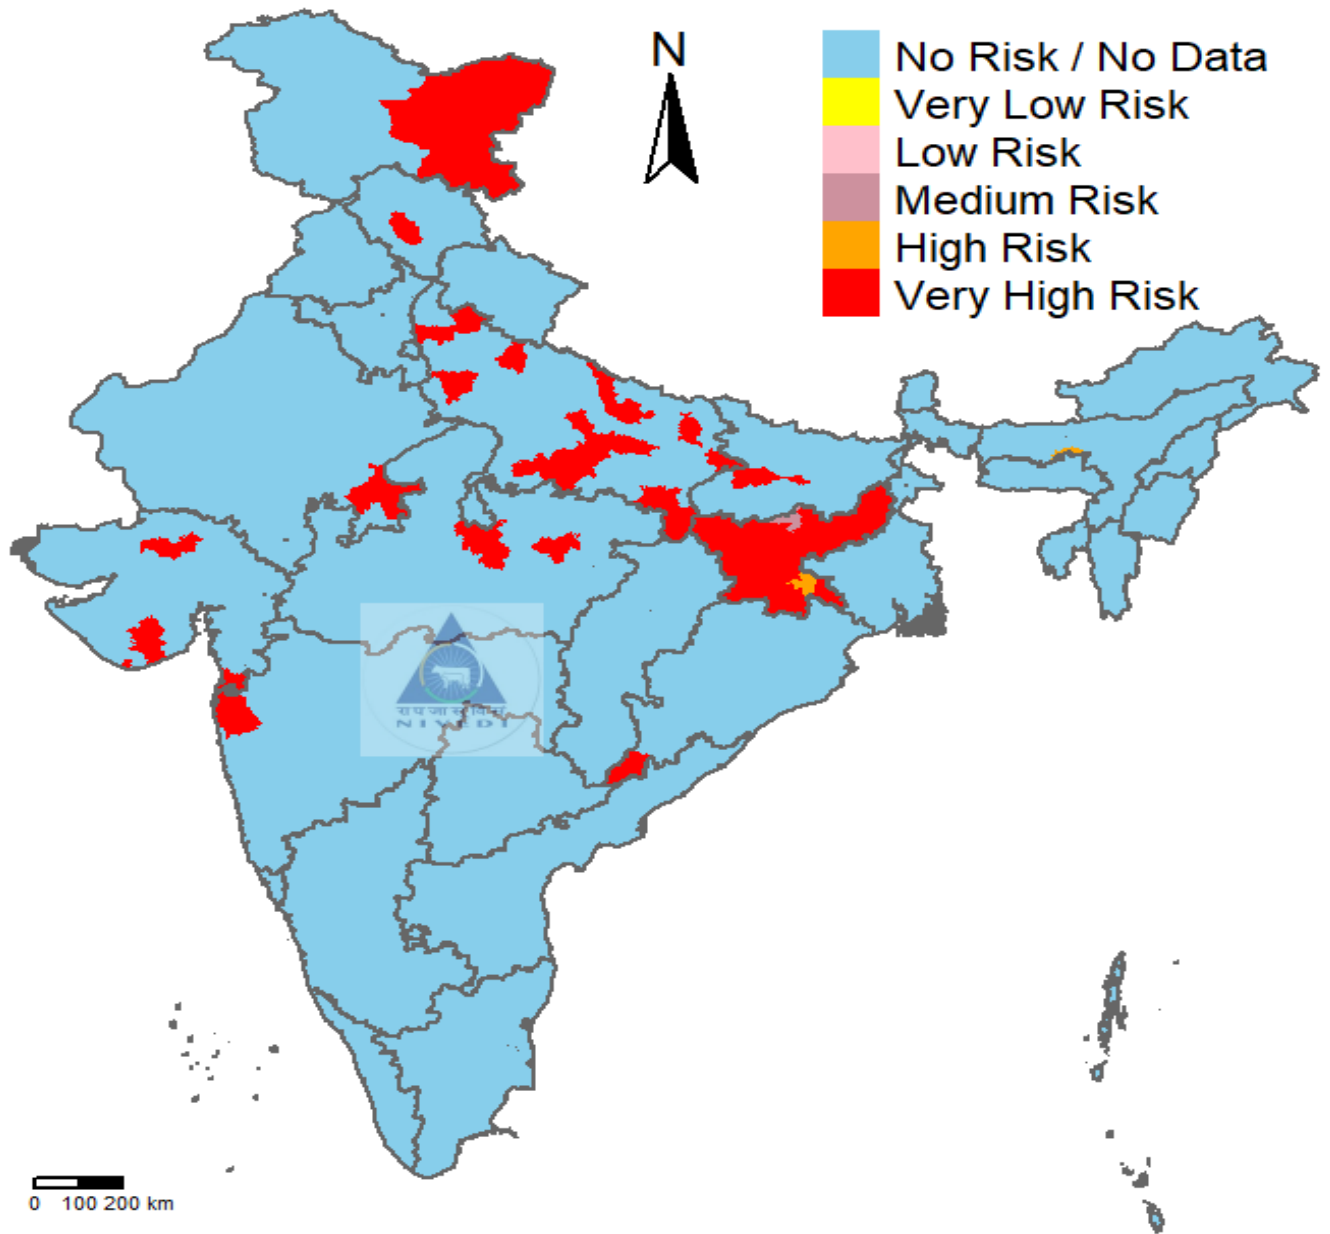 N
No Risk / No Data
Very Low Risk
Low Risk
Medium Risk
High Risk
Very High Risk
NIVEDI
0 100 200 km